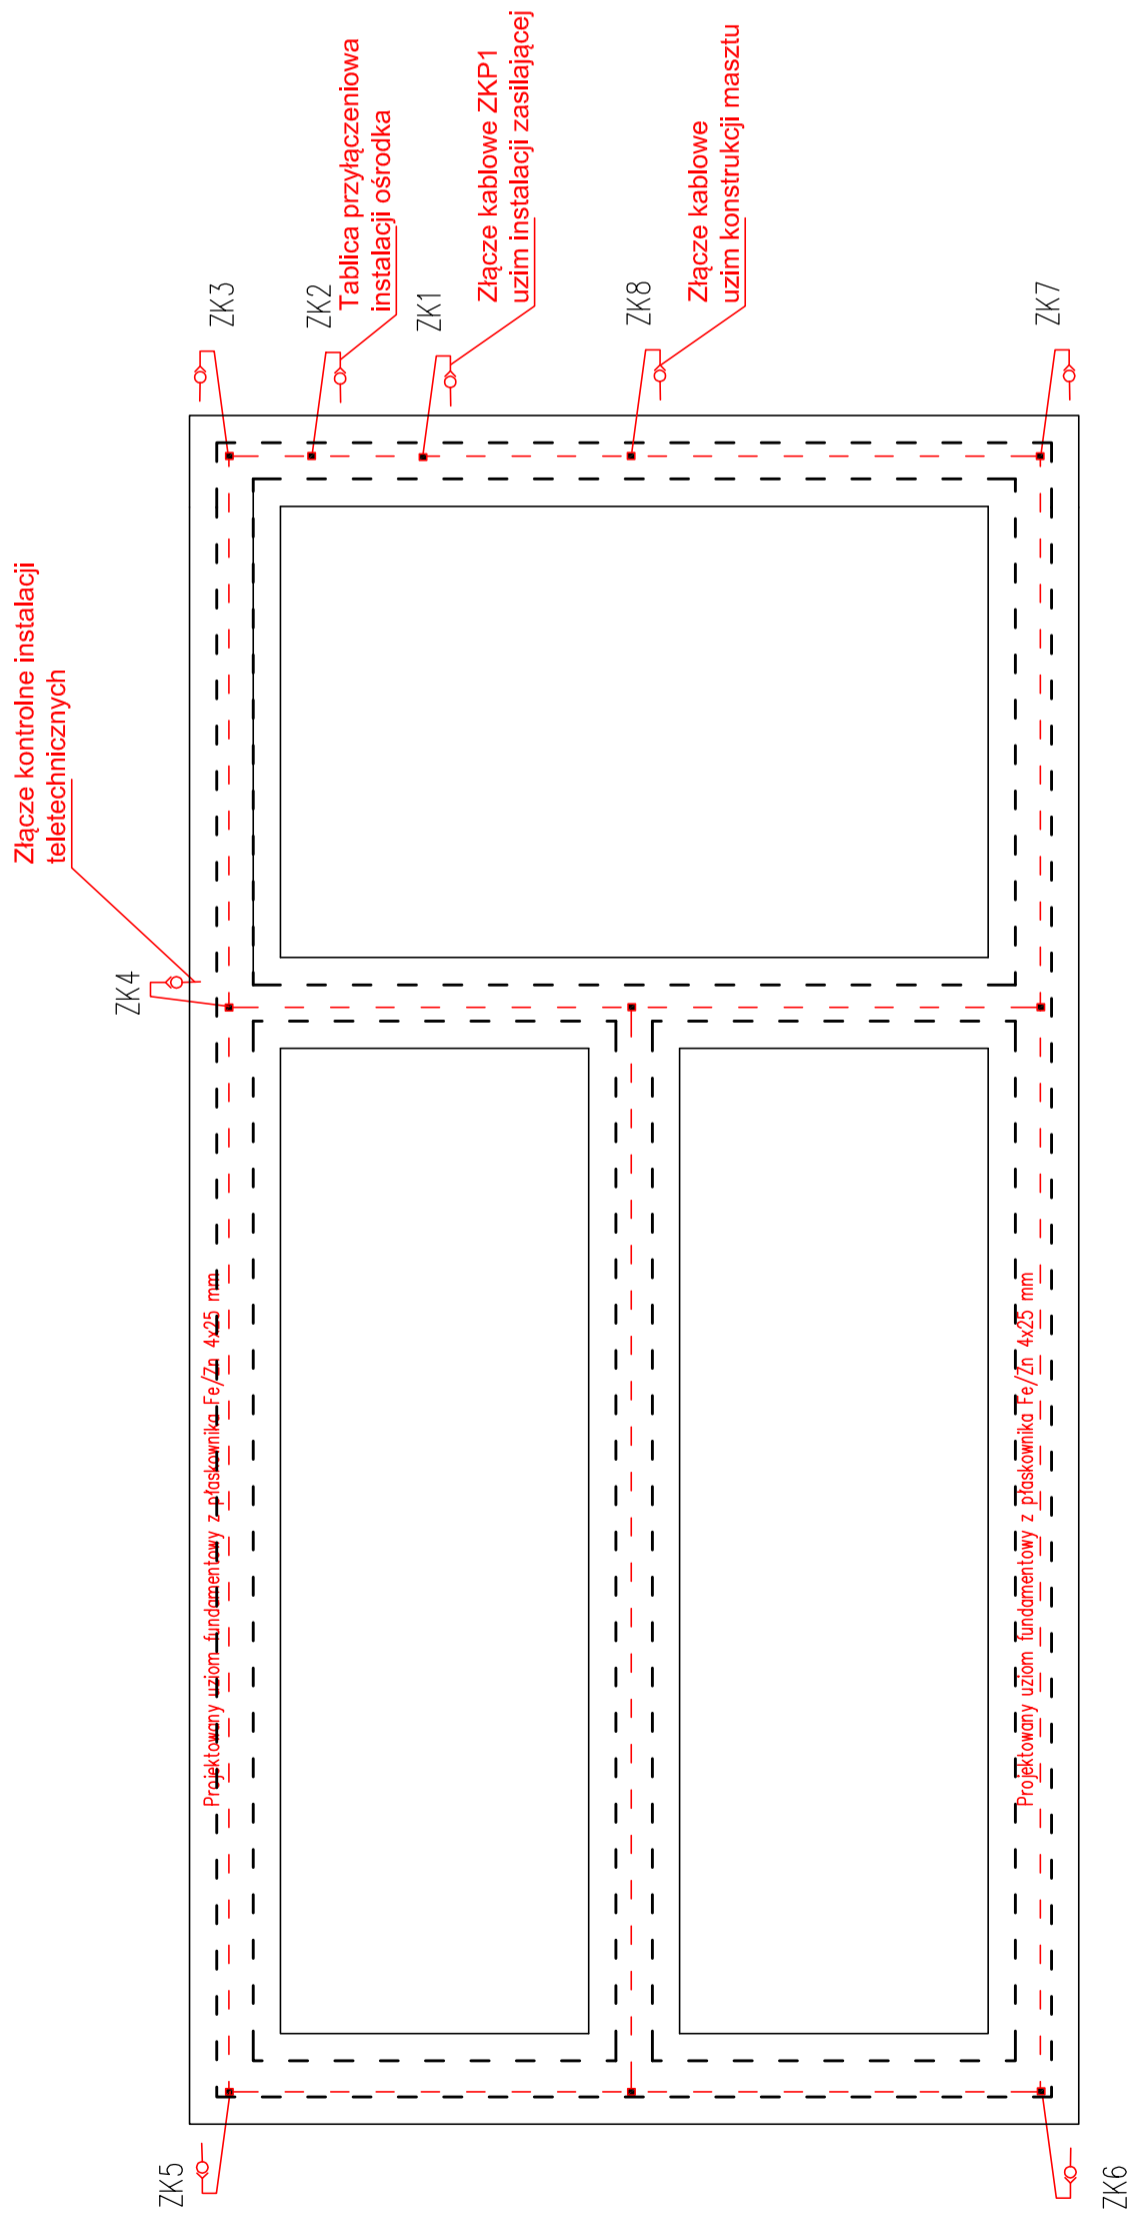 ZK3
ZK2
Tablica przyłączeniowa
instalacji ośrodka
ZK1
Złącze kablowe ZKP1
uzim instalacji zasilającej
ZK8
Złącze kablowe
uzim konstrukcji masztu
ZK7
Złącze kontrolne instalacji
teletechnicznych
ZK4
Projektowany uziom fundamentowy z płaskownika Fe/Zn 4x25 mm
Projektowany uziom fundamentowy z płaskownika Fe/Zn 4x25 mm
ZK5
ZK6